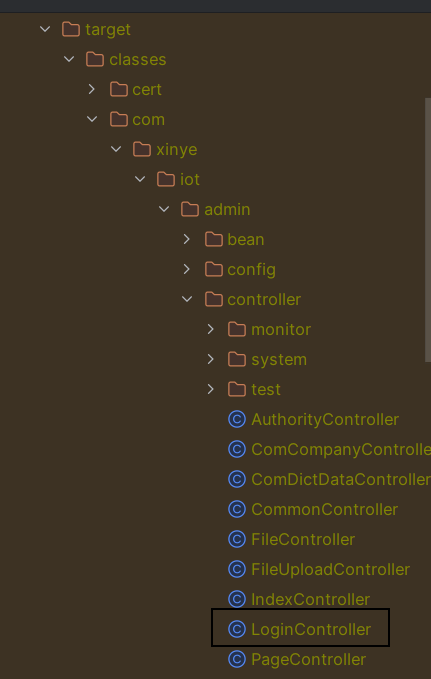 target
classes
cert
com
xinye
iot
admin
bean
config
controller
monitor
system
test
AuthorityController
ComCompanyControlle
ComDictDataController
CommonController
FileController
FileUploadController
IndexController
LoginController
PageController